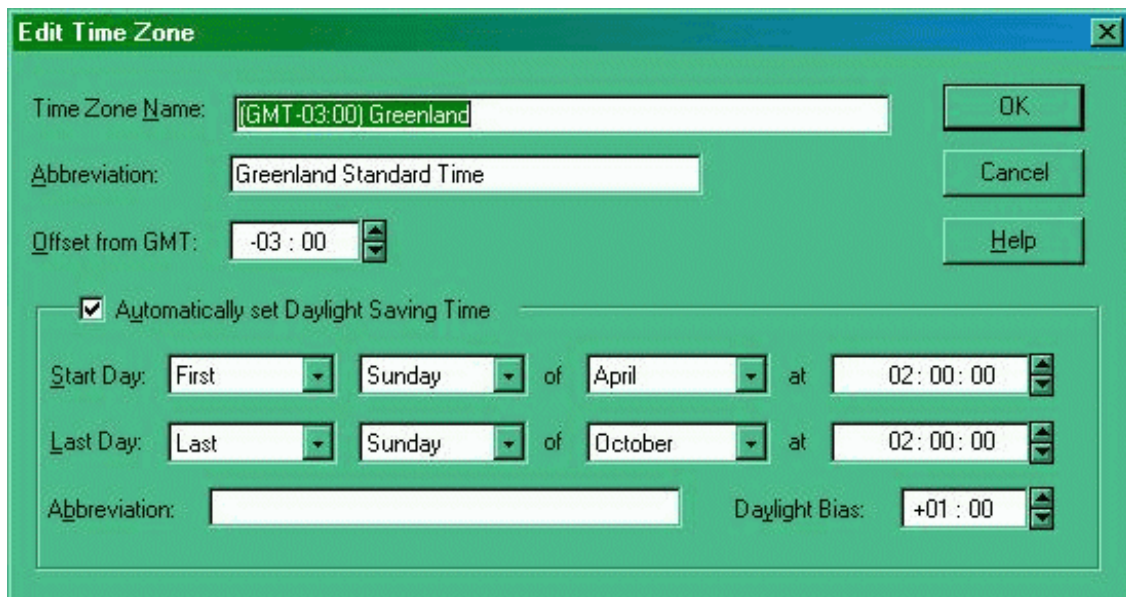 Edit Time Zone
Time Zone Name: (GMT-03:00) Greenland OK
Abbreviation: Greenland Standard Time Cancel
Offset from GMT: -03 : 00 Help
Automatically set Daylight Saving Time
Start Day: First Sunday of April at 02 : 00 : 00
Last Day: Last Sunday of October at 02 : 00 : 00
Abbreviation: Daylight Bias: +01 : 00